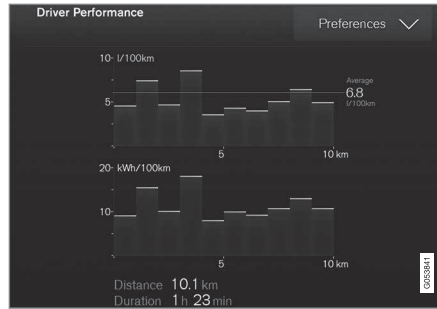 Driver Performance
Preferences
10- l/100km
Average
6.8
l/100km
5-
5
10 km
20- kWh/100km
10-
5
10 km
Distance 10.1 km
Duration 1 h 23 min
G053841